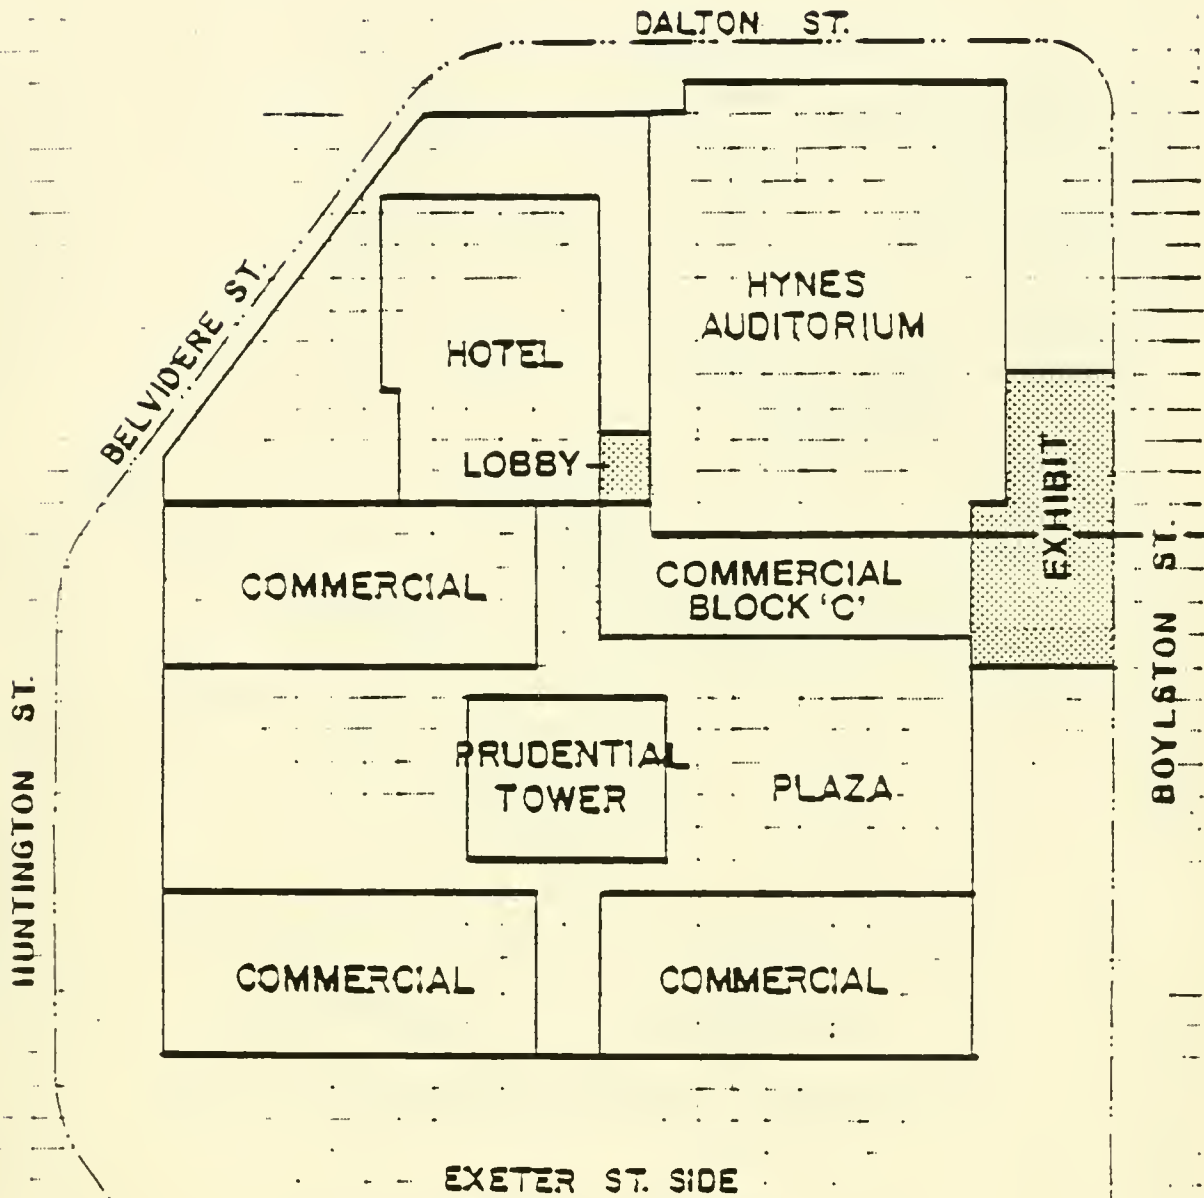 DALTON ST.
BELVIDERE ST.
HYNES
AUDITORIUM
HOTEL
LOBBY
EXHIBIT
COMMERCIAL
COMMERCIAL
BLOCK 'C'
BOYLSTON ST.
HUNTINGTON ST.
PRUDENTIAL
TOWER
PLAZA
COMMERCIAL
COMMERCIAL
EXETER ST. SIDE